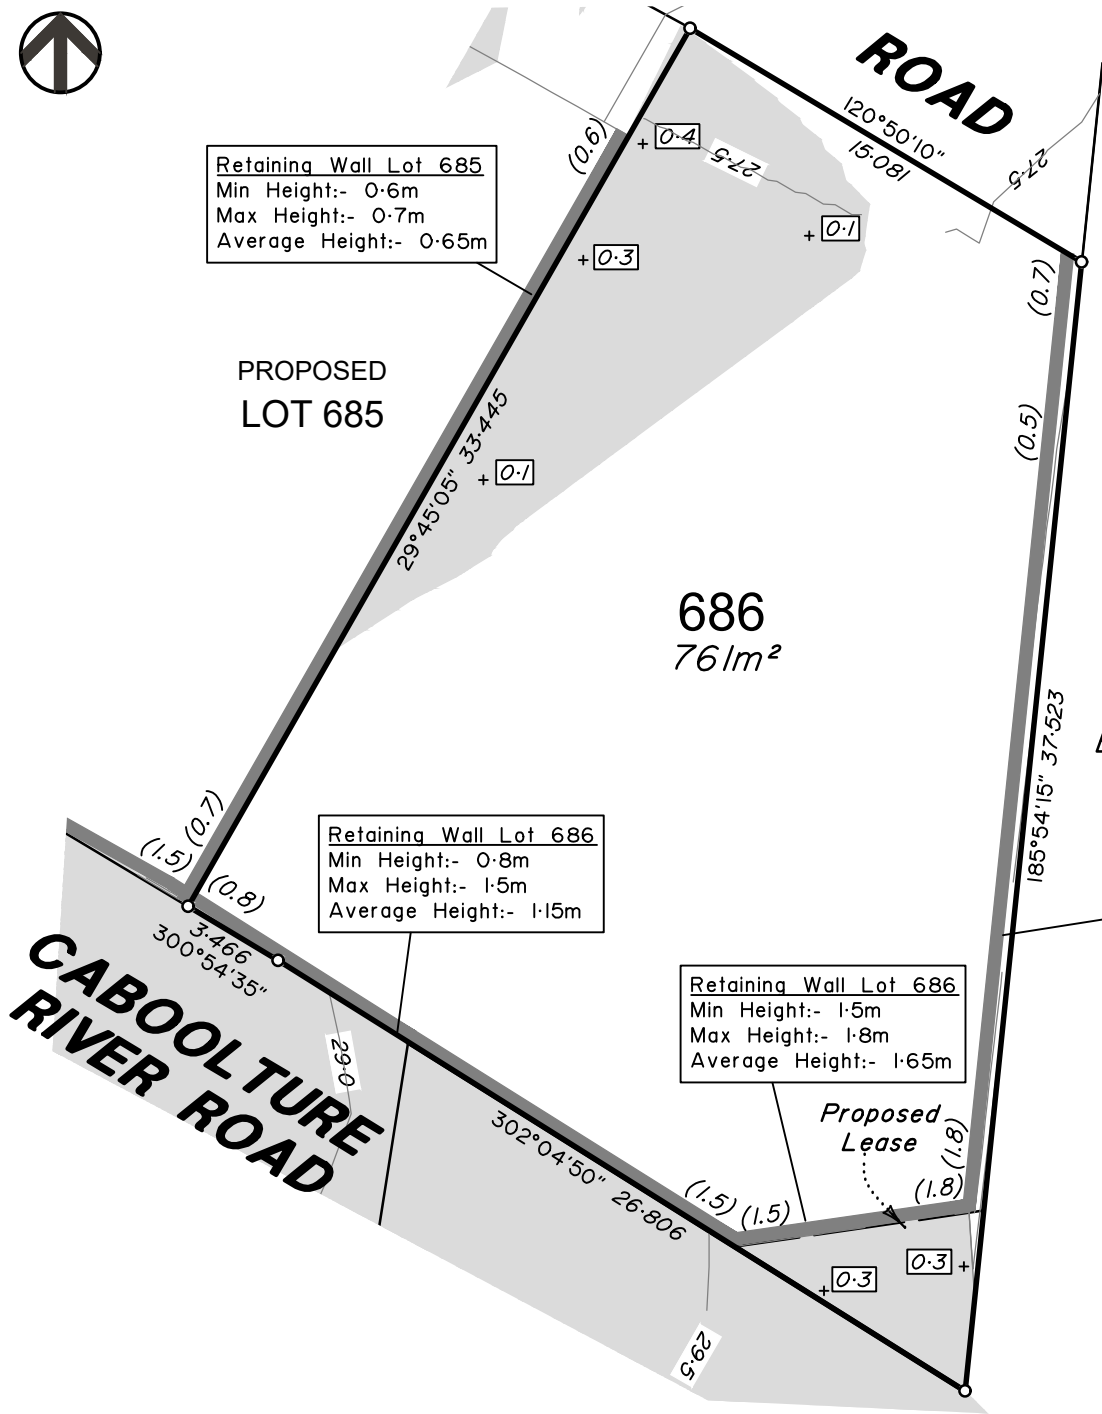 ROAD
120°50'10"
15·081
27·5
27·5
(0.6)
0·4
0·1
0·3
Retaining Wall Lot 685
Min Height:- 0·6m
Max Height:- 0·7m
Average Height:- 0·65m
(0.7)
PROPOSED
LOT 685
(0.5)
29°45'05" 33·445
0·1
686
761m²
185°54'15" 37·523
(0.7)
(1.5)
(0.8)
Retaining Wall Lot 686
Min Height:- 0·8m
Max Height:- 1·5m
Average Height:- 1·15m
3·466
300°54'35"
CABOOLTURE
RIVER ROAD
29·0
Retaining Wall Lot 686
Min Height:- 1·5m
Max Height:- 1·8m
Average Height:- 1·65m
Proposed
Lease
(1.8)
(1.8)
302°04'50" 26·806
(1.5)
(1.5)
0·3
0·3
29·5